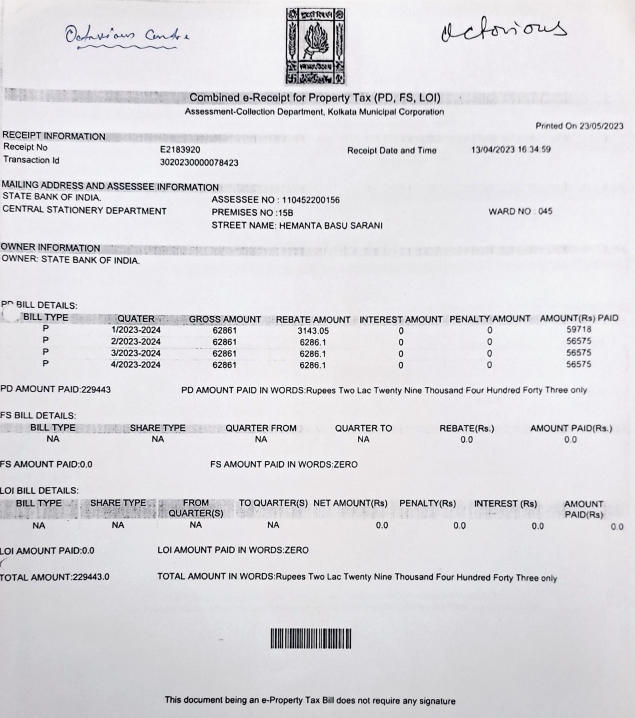 Octavious Centre
Octovious
Combined e-Receipt for Property Tax (PD, FS, LOI)
Assessment-Collection Department, Kolkata Municipal Corporation
Printed On 23/05/2023
RECEIPT INFORMATION
Receipt No E2183920 Receipt Date and Time 13/04/2023 16:34:59
Transaction Id 3020230000078423
MAILING ADDRESS AND ASSESSEE INFORMATION
STATE BANK OF INDIA. ASSESSEE NO : 110452200156
CENTRAL STATIONERY DEPARTMENT PREMISES NO :15B WARD NO : 045
STREET NAME: HEMANTA BASU SARANI
OWNER INFORMATION
OWNER: STATE BANK OF INDIA.
PD BILL DETAILS:
BILL TYPE QUATER GROSS AMOUNT REBATE AMOUNT INTEREST AMOUNT PENALTY AMOUNT AMOUNT(Rs) PAID
P 1/2023-2024 62861 3143.05 0 0 59718
P 2/2023-2024 62861 6286.1 0 0 56575
P 3/2023-2024 62861 6286.1 0 0 56575
P 4/2023-2024 62861 6286.1 0 0 56575
PD AMOUNT PAID:229443 PD AMOUNT PAID IN WORDS:Rupees Two Lac Twenty Nine Thousand Four Hundred Forty Three only
FS BILL DETAILS:
BILL TYPE SHARE TYPE QUARTER FROM QUARTER TO REBATE(Rs.) AMOUNT PAID(Rs.)
NA NA NA NA 0.0 0.0
FS AMOUNT PAID:0.0 FS AMOUNT PAID IN WORDS:ZERO
LOI BILL DETAILS:
BILL TYPE SHARE TYPE FROM TO QUARTER(S) NET AMOUNT(Rs) PENALTY(Rs) INTEREST (Rs) AMOUNT
QUARTER(S) PAID(Rs)
NA NA NA NA 0.0 0.0 0.0 0.0
LOI AMOUNT PAID:0.0 LOI AMOUNT PAID IN WORDS:ZERO
TOTAL AMOUNT:229443.0 TOTAL AMOUNT IN WORDS:Rupees Two Lac Twenty Nine Thousand Four Hundred Forty Three only
This document being an e-Property Tax Bill does not require any signature